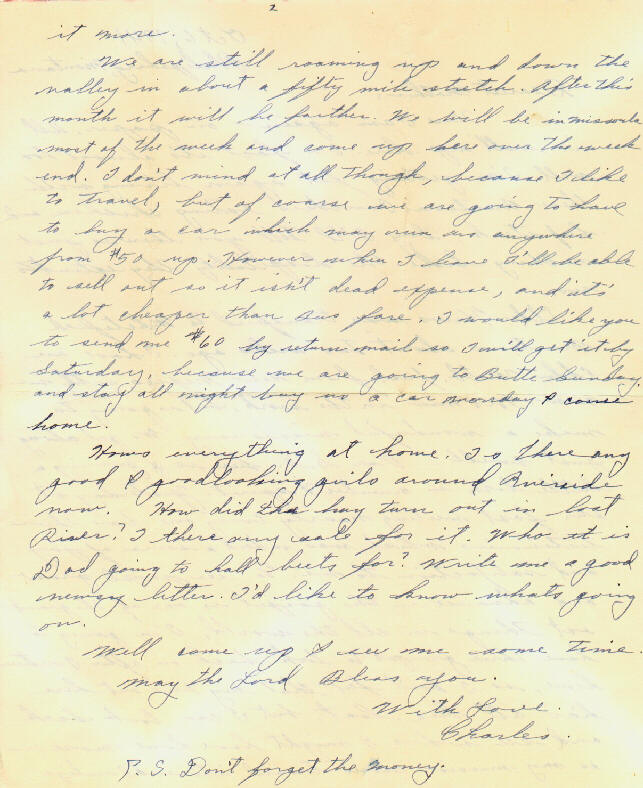 2
it more.
We are still roaming up and down the
valley in about a fifty mile stretch. After this
month it will be farther. We will be in missoula
most of the week and come up here over the week
end. I don't mind at all though, because I like
to travel, but of coarse we are going to have
to buy a car which may run us anywhere
from $50 up. However when I leave I'll be able
to sell out so it isn't dead expense, and it's
a lot cheaper than Bus fare. I would like you
to send me $60 by return mail so I will get it by
Saturday, because we are going to Butte Sunday,
and stay all night buy us a car Monday & come
home.
Hows everything at home. Is there any
good & goodlooking girls around Riverside
now. How did the hay turn out in lost
River? I there any sale for it. Who is it
Dad going to hall beets for? Write me a good
newsy letter. I'd like to know whats going
on.
Will come up & see me some time.
may the Lord Bless you.
With Love.
Charles.
P.S. Don't forget the money.